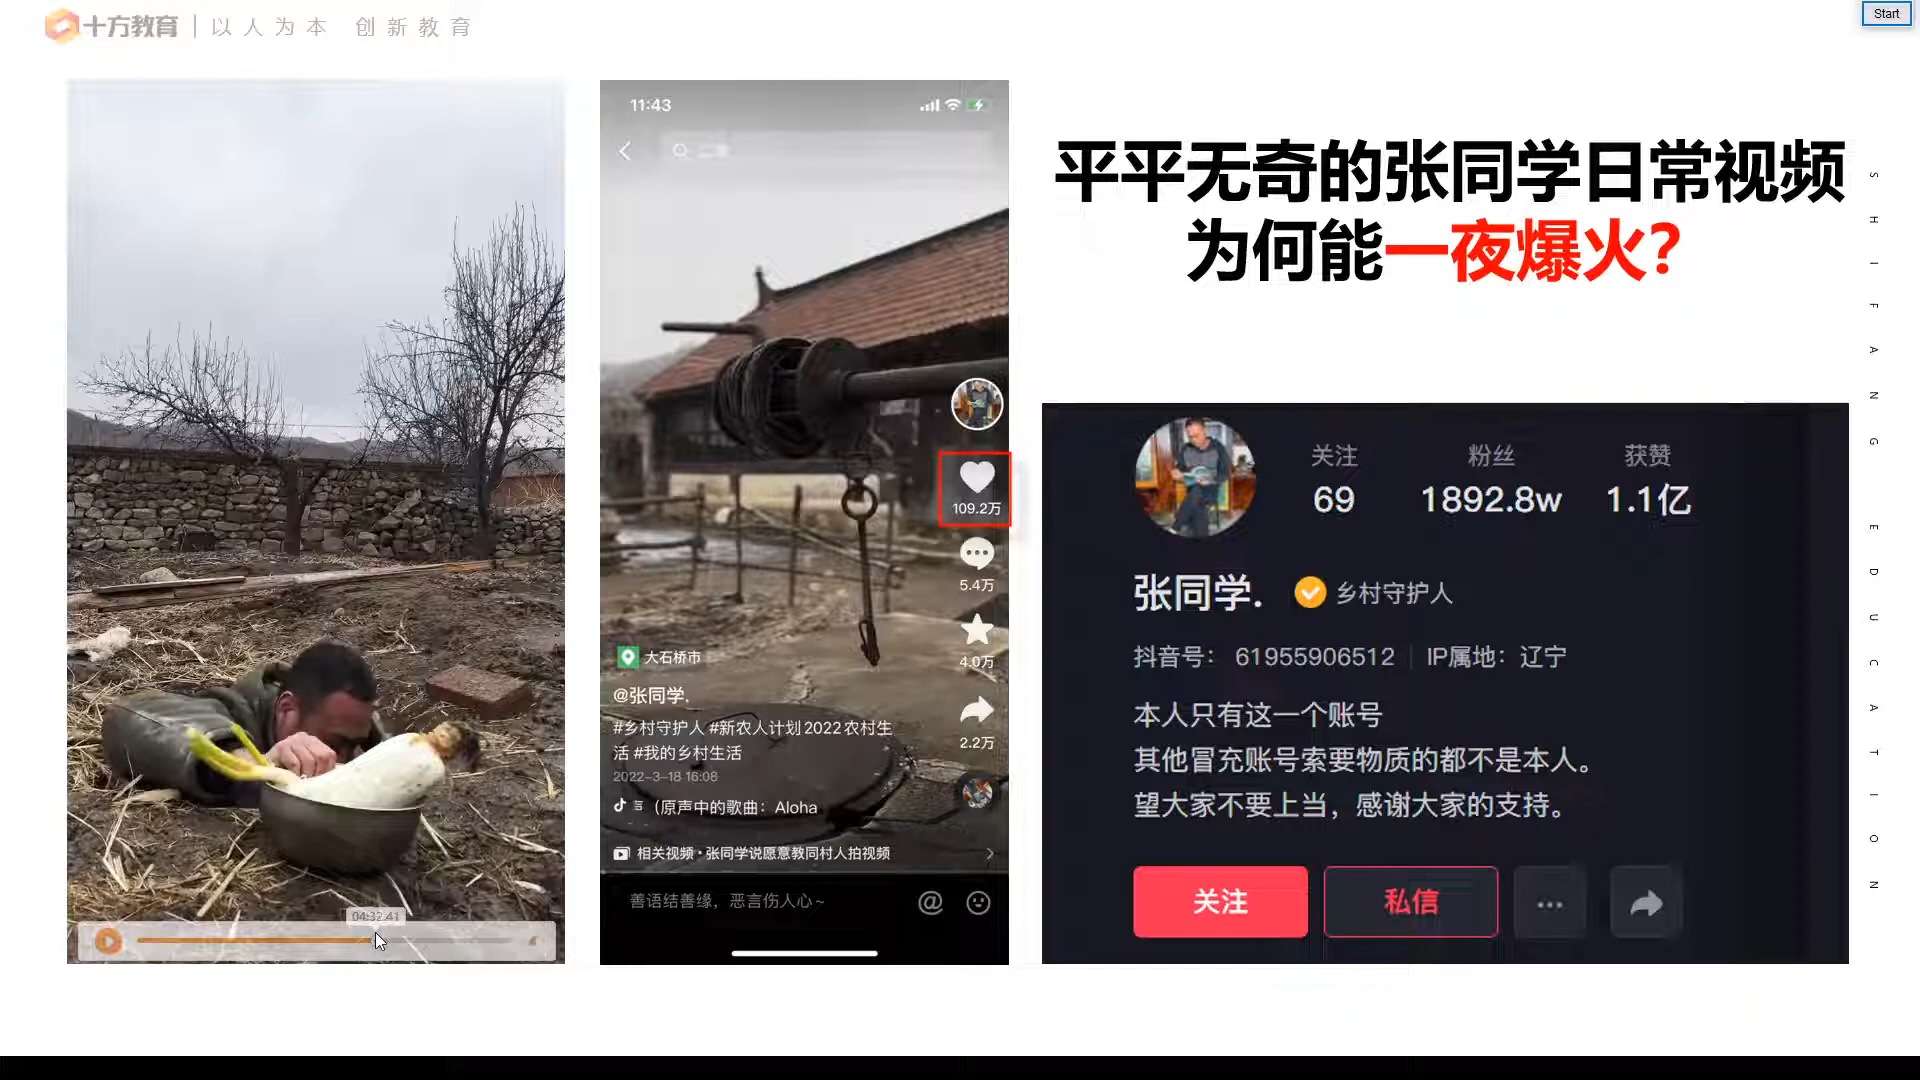 十方教育 | 以人为本 创新教育
Start
11:43
平平无奇的张同学日常视频
为何能一夜爆火?
SHIFANG EDUCATION
109.2万
5.4万
4.0万
2.2万
大石桥市
@张同学.
#乡村守护人 #新农人计划2022农村生
活 #我的乡村生活
2022-3-18 16:08
(原声中的歌曲：Aloha
相关视频·张同学说愿意教同村人拍视频
善语结善缘，恶言伤人心~
04:32.41
关注 粉丝 获赞
69 1892.8w 1.1亿
张同学. 乡村守护人
抖音号： 61955906512 | IP属地：辽宁
本人只有这一个账号
其他冒充账号索要物质的都不是本人。
望大家不要上当，感谢大家的支持。
关注 私信